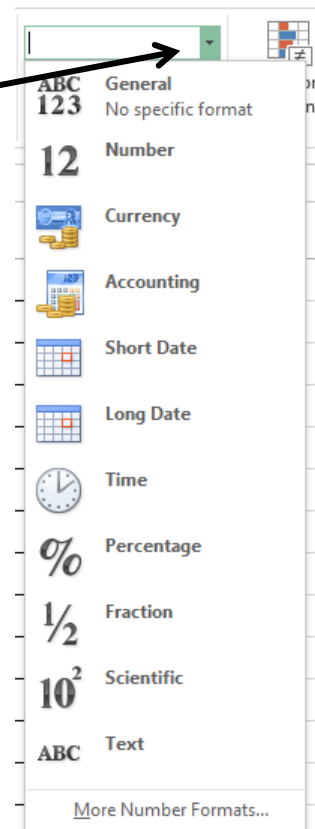 ABC
123
General
No specific format
12
Number
Currency
123
Accounting
Short Date
Long Date
Time
%
Percentage
1/2
Fraction
10²
Scientific
ABC
Text
More Number Formats...